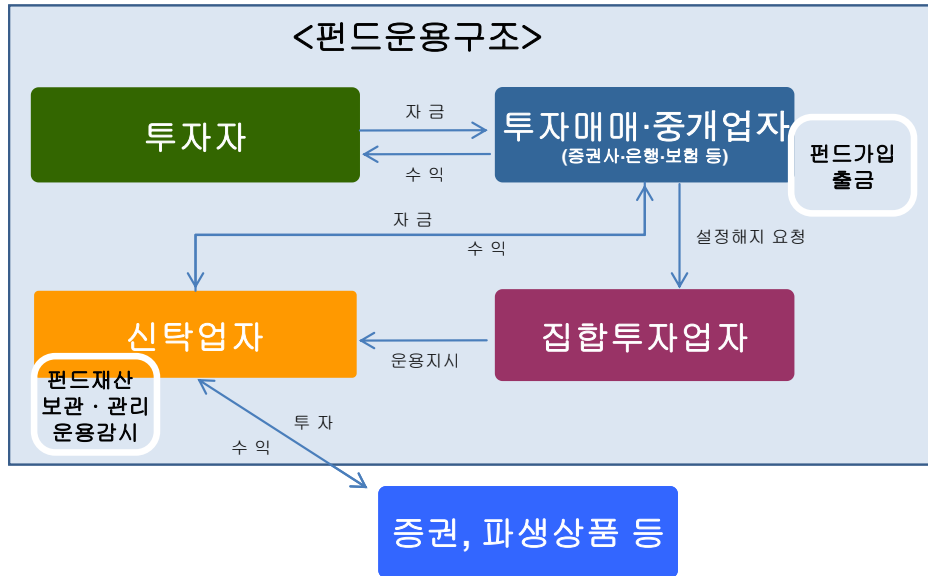 <펀드운용구조>
투자자
자 금
수 익
투자매매·중개업자
(증권사·은행·보험 등)
펀드가입
출금
자 금
수 익
설정해지 요청
신탁업자
운용지시
집합투자업자
펀드재산
보관 · 관리
운용감시
투 자
수 익
증권, 파생상품 등